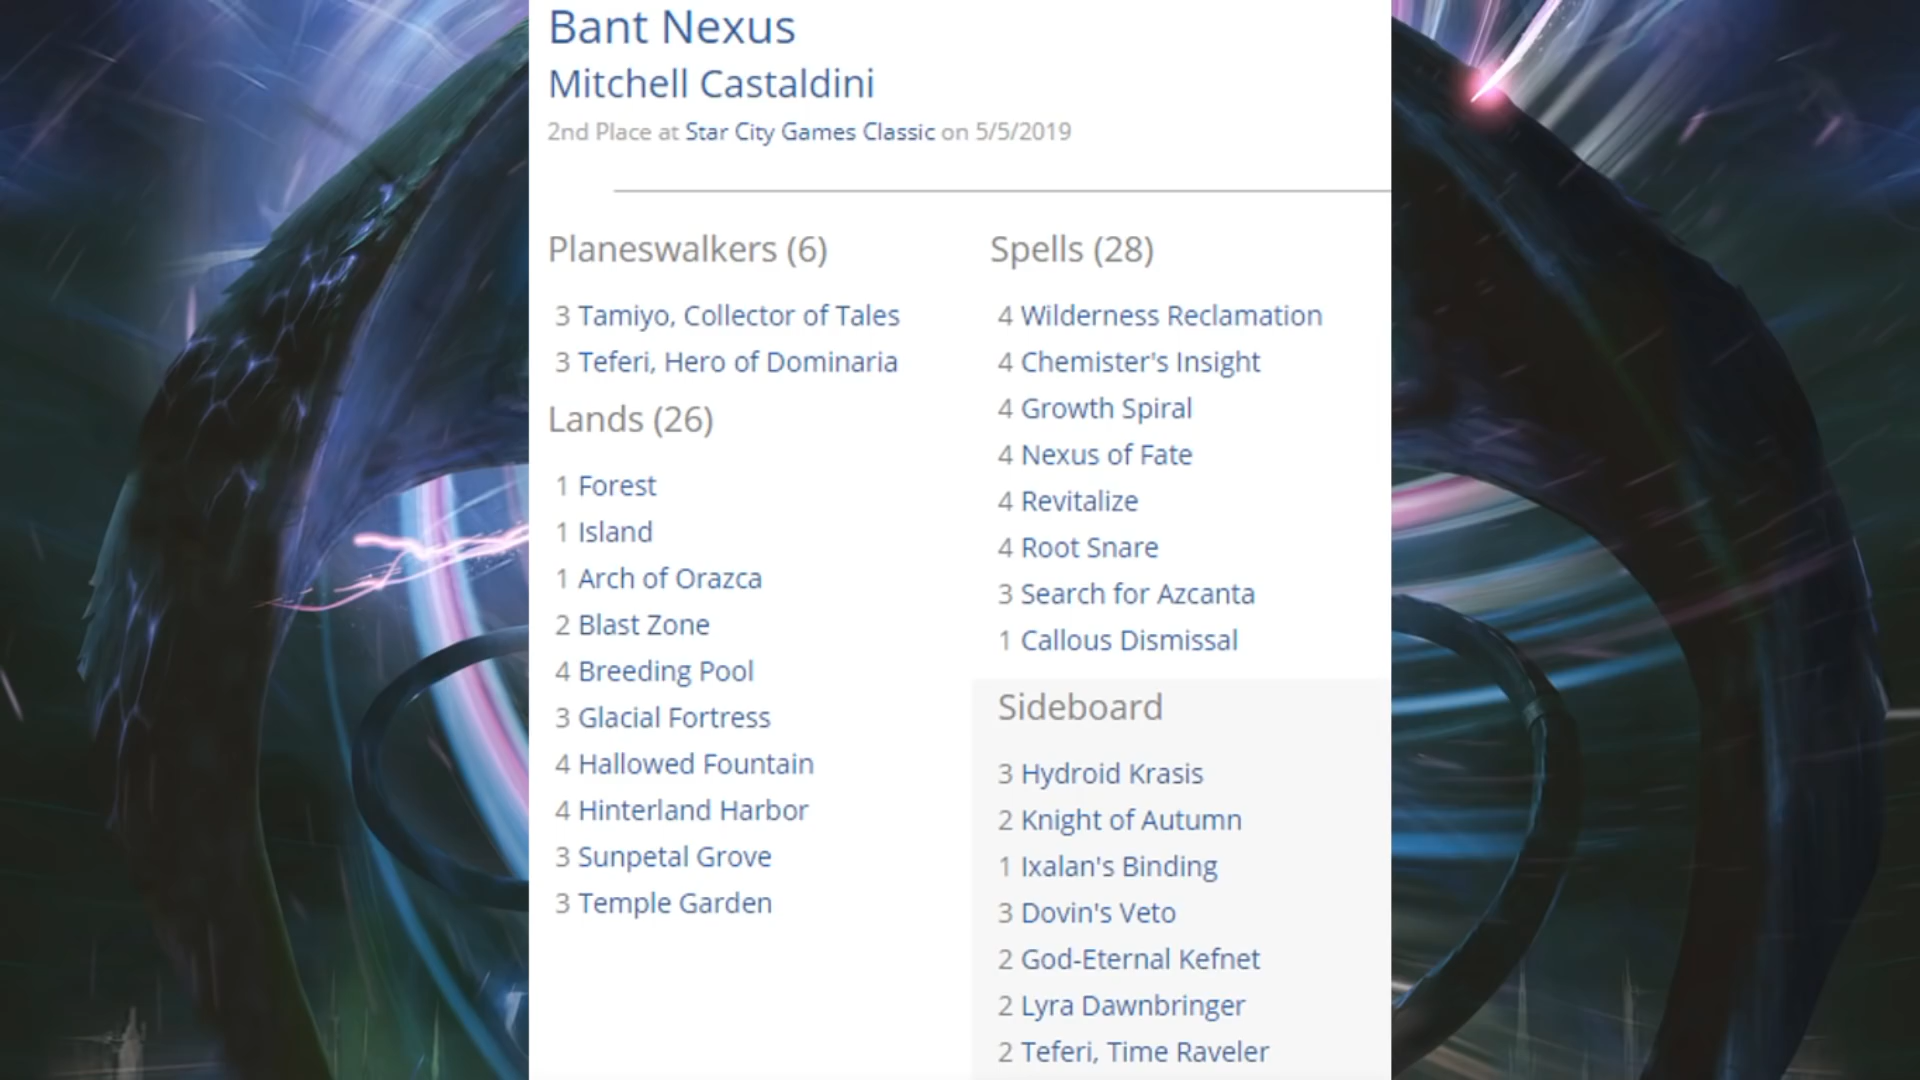 Bant Nexus
Mitchell Castaldini
2nd Place at Star City Games Classic on 5/5/2019
Planeswalkers (6)
3 Tamiyo, Collector of Tales
3 Teferi, Hero of Dominaria
Lands (26)
1 Forest
1 Island
1 Arch of Orazca
2 Blast Zone
4 Breeding Pool
3 Glacial Fortress
4 Hallowed Fountain
4 Hinterland Harbor
3 Sunpetal Grove
3 Temple Garden
Spells (28)
4 Wilderness Reclamation
4 Chemister's Insight
4 Growth Spiral
4 Nexus of Fate
4 Revitalize
4 Root Snare
3 Search for Azcanta
1 Callous Dismissal
Sideboard
3 Hydroid Krasis
2 Knight of Autumn
1 Ixalan's Binding
3 Dovin's Veto
2 God-Eternal Kefnet
2 Lyra Dawnbringer
2 Teferi, Time Raveler